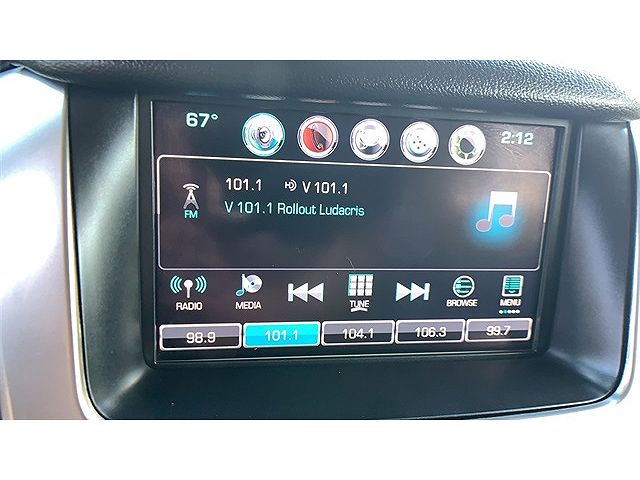 67° 2:12
101.1 HD V 101.1
FM V 101.1 Rollout Ludacris
RADIO MEDIA TUNE BROWSE MENU
98.9 101.1 104.1 106.3 99.7